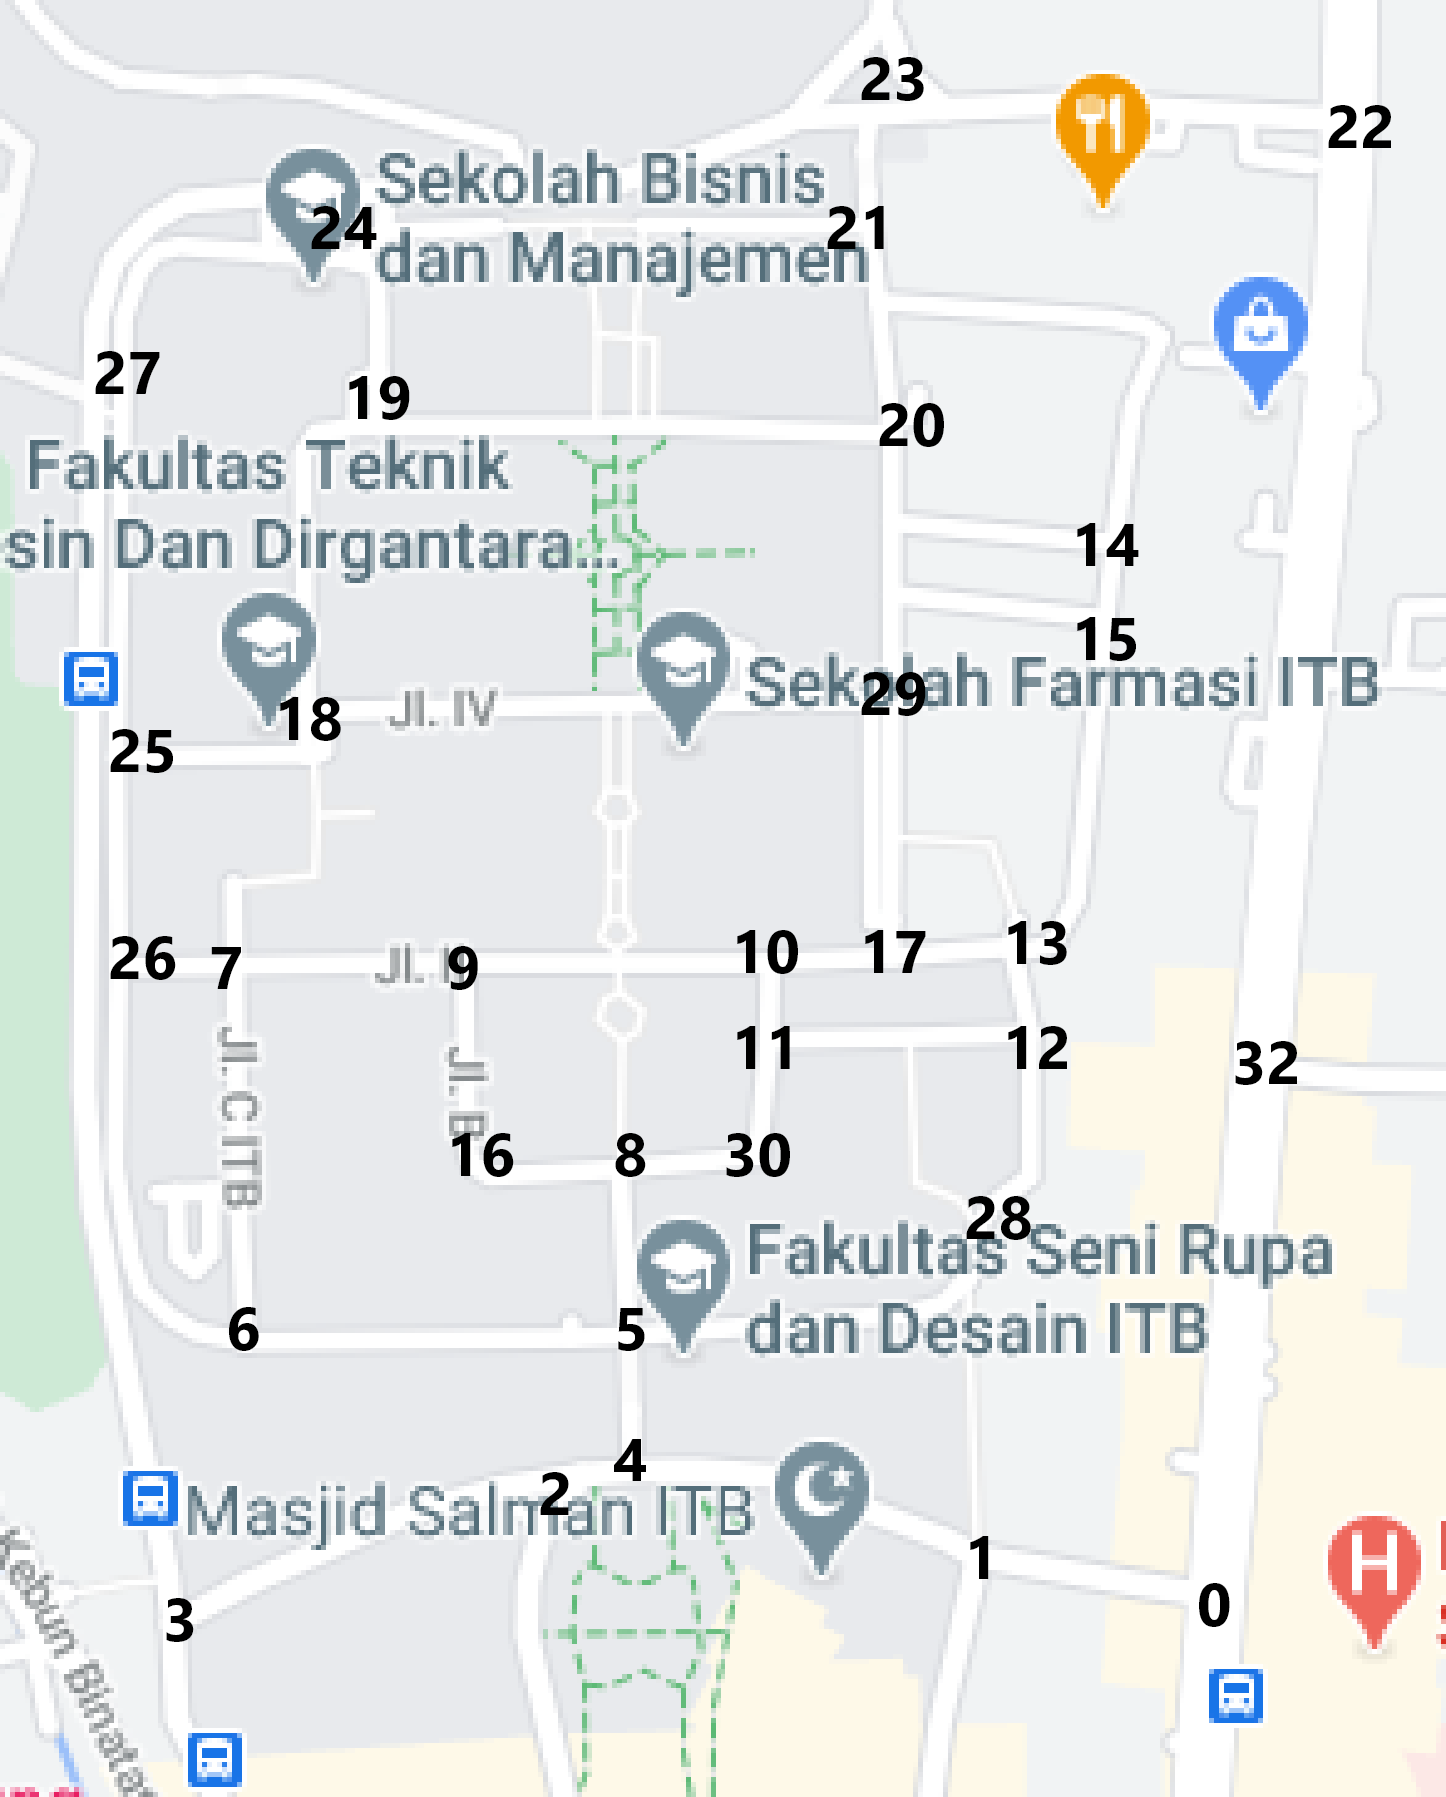 23
22
Sekolah Bisnis
24
21
dan Manajemen
27
19
20
Fakultas Teknik
sin Dan Dirgantara...
14
15
Sekolah Farmasi ITB
29
18
Jl. IV
25
26
7
Jl. I
9
10
17
13
Jl. C ITB
Jl. B
11
12
32
16
8
30
28
Fakultas Seni Rupa
dan Desain ITB
6
5
4
2
Masjid Salman ITB
1
0
3
Kebun Binata